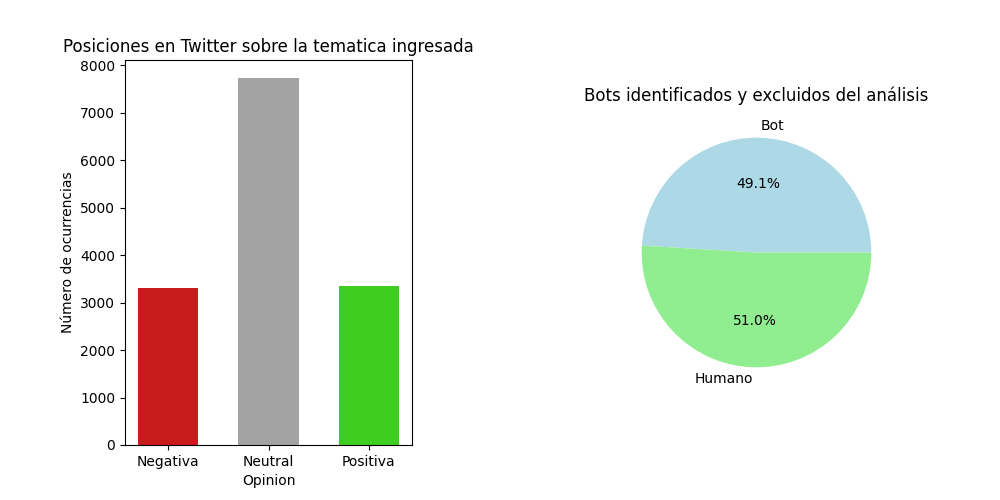 Posiciones en Twitter sobre la tematica ingresada
8000
7000
6000
5000
4000
3000
2000
1000
0
Número de ocurrencias
Negativa
Neutral
Positiva
Opinion
Bots identificados y excluidos del análisis
Bot
49.1%
51.0%
Humano